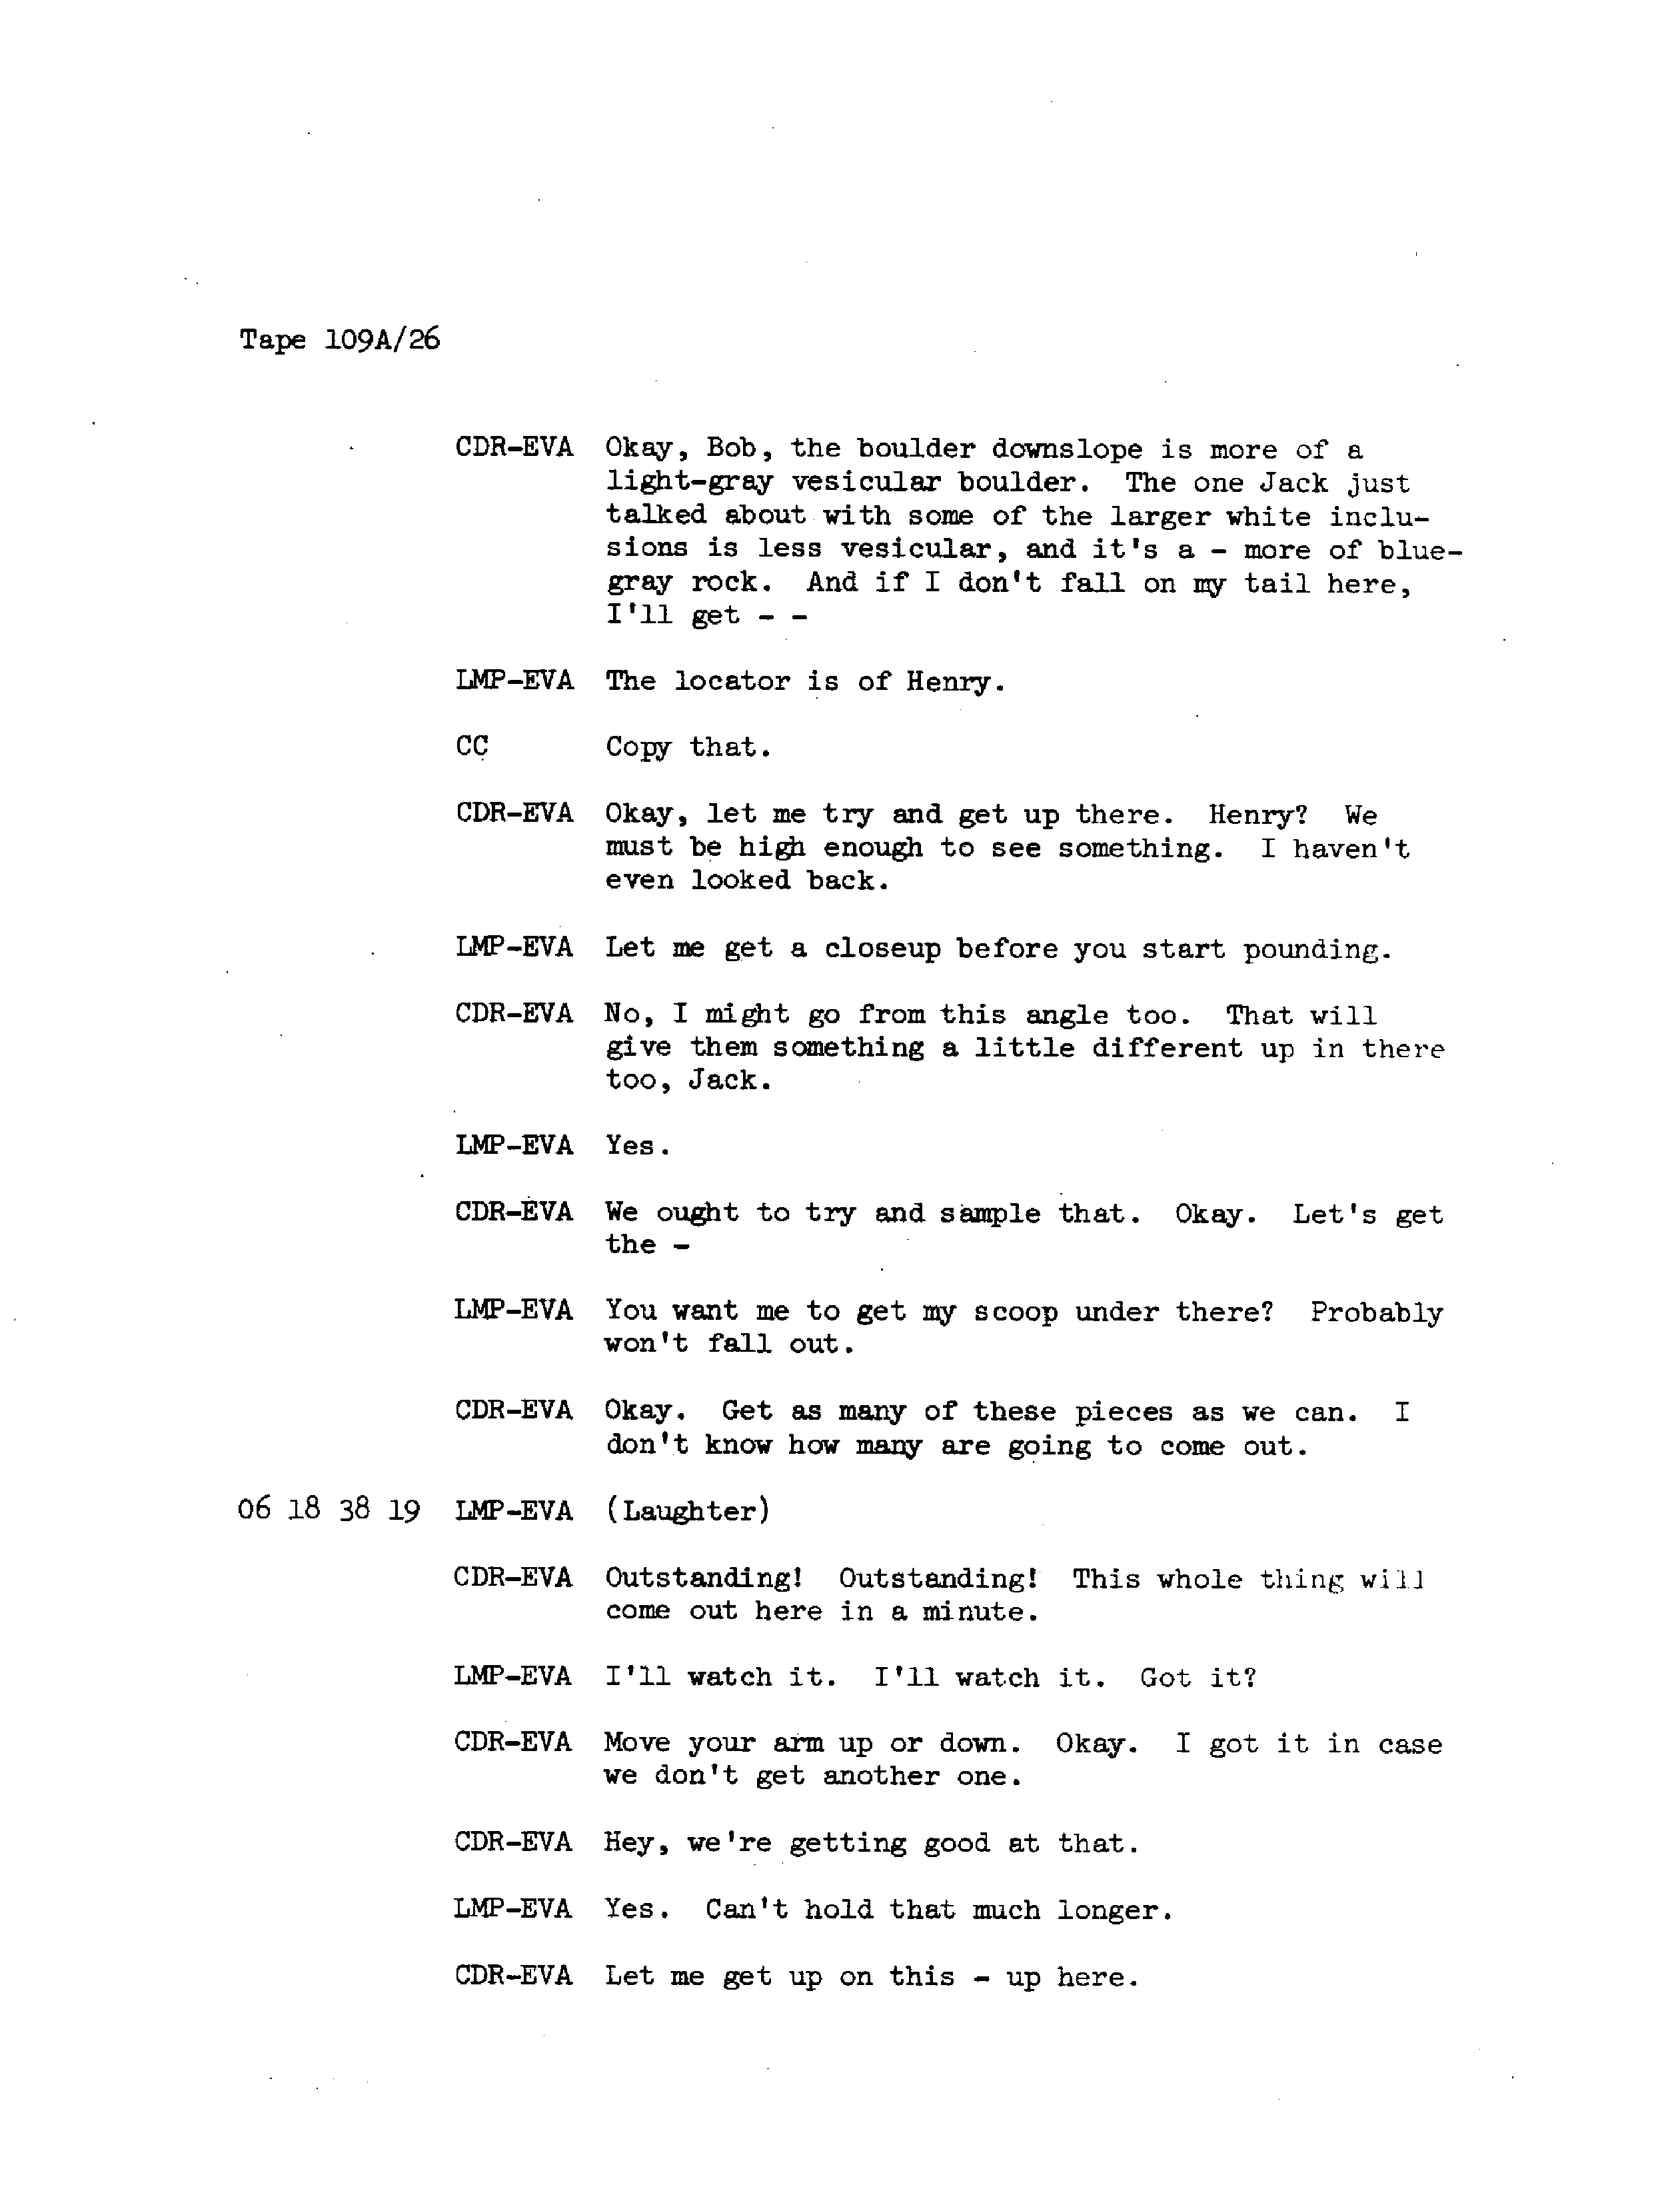 Tape 109A/26
CDR-EVA Okay, Bob, the boulder downslope is more of a
light-gray vesicular boulder. The one Jack just
talked about with some of the larger white inclu-
sions is less vesicular, and it's a - more of blue-
gray rock. And if I don't fall on my tail here,
I'll get - -
LMP-EVA The locator is of Henry.
CC Copy that.
CDR-EVA Okay, let me try and get up there. Henry? We
must be high enough to see something. I haven't
even looked back.
LMP-EVA Let me get a closeup before you start pounding.
CDR-EVA No, I might go from this angle too. That will
give them something a little different up in there
too, Jack.
LMP-EVA Yes.
CDR-EVA We ought to try and sample that. Okay. Let's get
the -
LMP-EVA You want me to get my scoop under there? Probably
won't fall out.
CDR-EVA Okay. Get as many of these pieces as we can. I
don't know how many are going to come out.
06 18 38 19 LMP-EVA (Laughter)
CDR-EVA Outstanding! Outstanding! This whole thing will
come out here in a minute.
LMP-EVA I'll watch it. I'll watch it. Got it?
CDR-EVA Move your arm up or down. Okay. I got it in case
we don't get another one.
CDR-EVA Hey, we're getting good at that.
LMP-EVA Yes. Can't hold that much longer.
CDR-EVA Let me get up on this - up here.